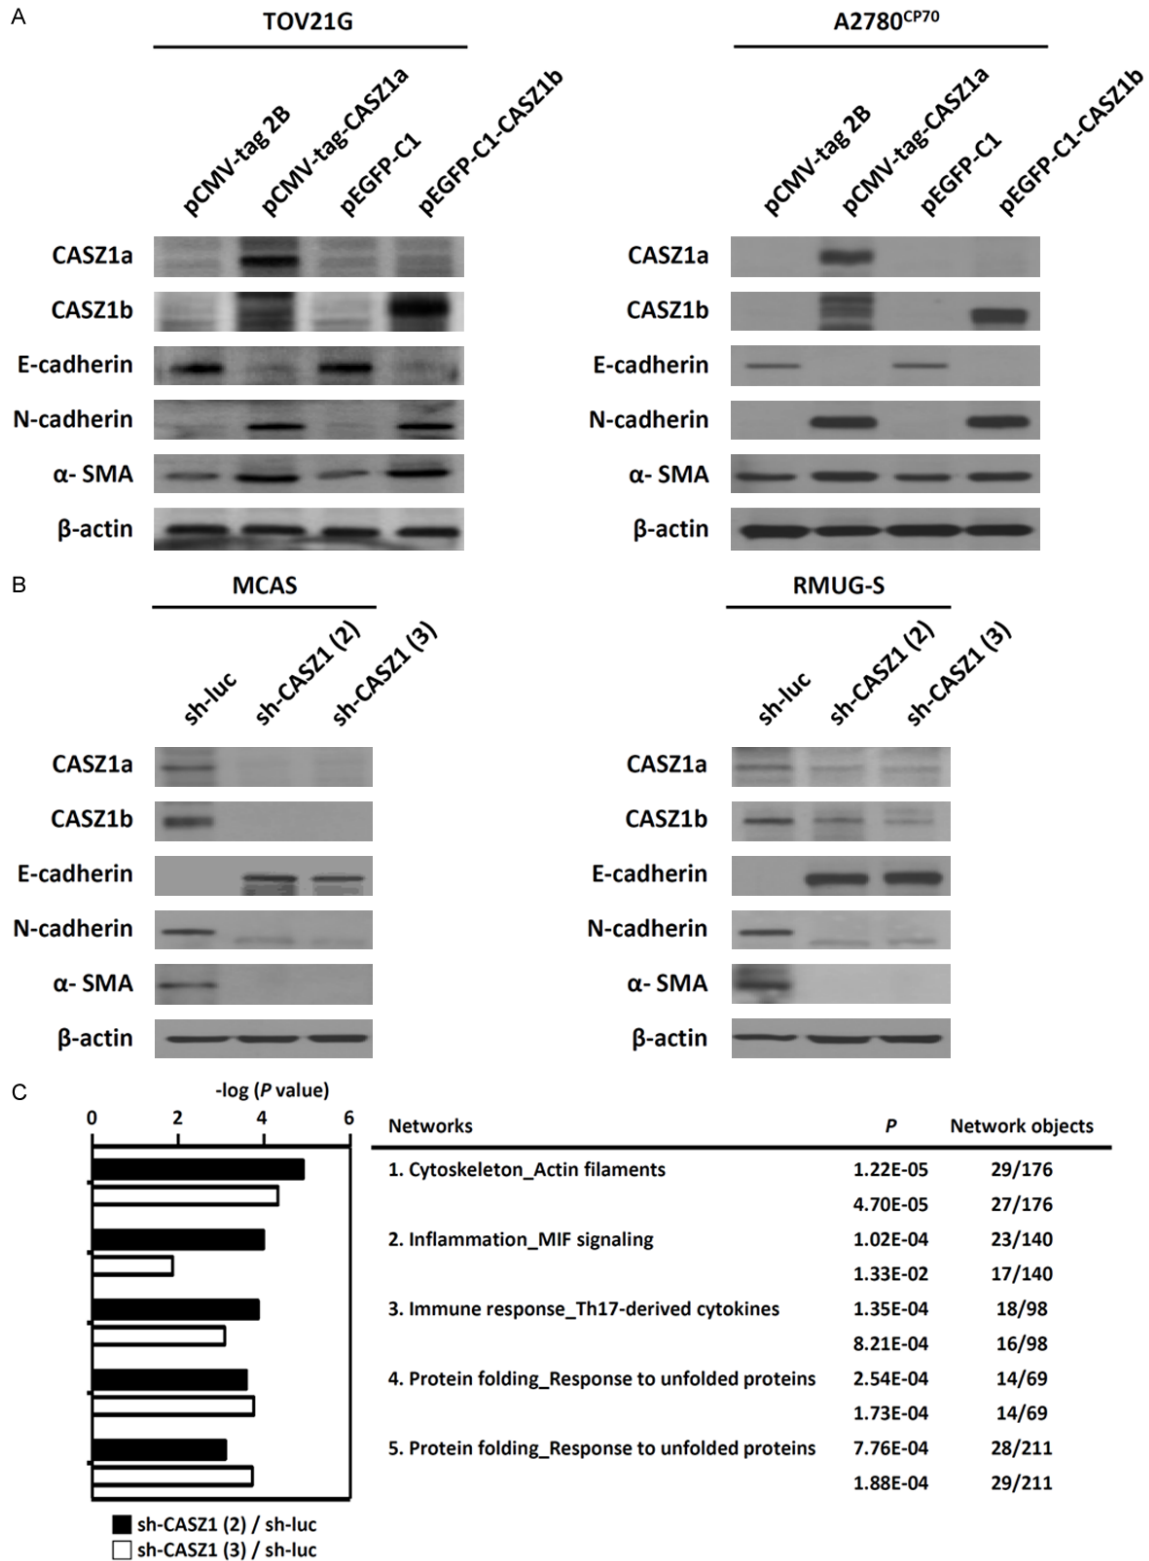 A
TOV21G
A2780CP70
pCMV-tag 2B
pCMV-tag-CASZ1a
pEGFP-C1
pEGFP-C1-CASZ1b
pCMV-tag 2B
pCMV-tag-CASZ1a
pEGFP-C1
pEGFP-C1-CASZ1b
CASZ1a
CASZ1b
E-cadherin
N-cadherin
α- SMA
β-actin
CASZ1a
CASZ1b
E-cadherin
N-cadherin
α- SMA
β-actin
B
MCAS
RMUG-S
sh-luc
sh-CASZ1 (2)
sh-CASZ1 (3)
sh-luc
sh-CASZ1 (2)
sh-CASZ1 (3)
CASZ1a
CASZ1b
E-cadherin
N-cadherin
α- SMA
β-actin
CASZ1a
CASZ1b
E-cadherin
N-cadherin
α- SMA
β-actin
C
-log (P value)
0 2 4 6
Networks P Network objects
1. Cytoskeleton_Actin filaments 1.22E-05 29/176
4.70E-05 27/176
2. Inflammation_MIF signaling 1.02E-04 23/140
1.33E-02 17/140
3. Immune response_Th17-derived cytokines 1.35E-04 18/98
8.21E-04 16/98
4. Protein folding_Response to unfolded proteins 2.54E-04 14/69
1.73E-04 14/69
5. Protein folding_Response to unfolded proteins 7.76E-04 28/211
1.88E-04 29/211
sh-CASZ1 (2) / sh-luc
sh-CASZ1 (3) / sh-luc